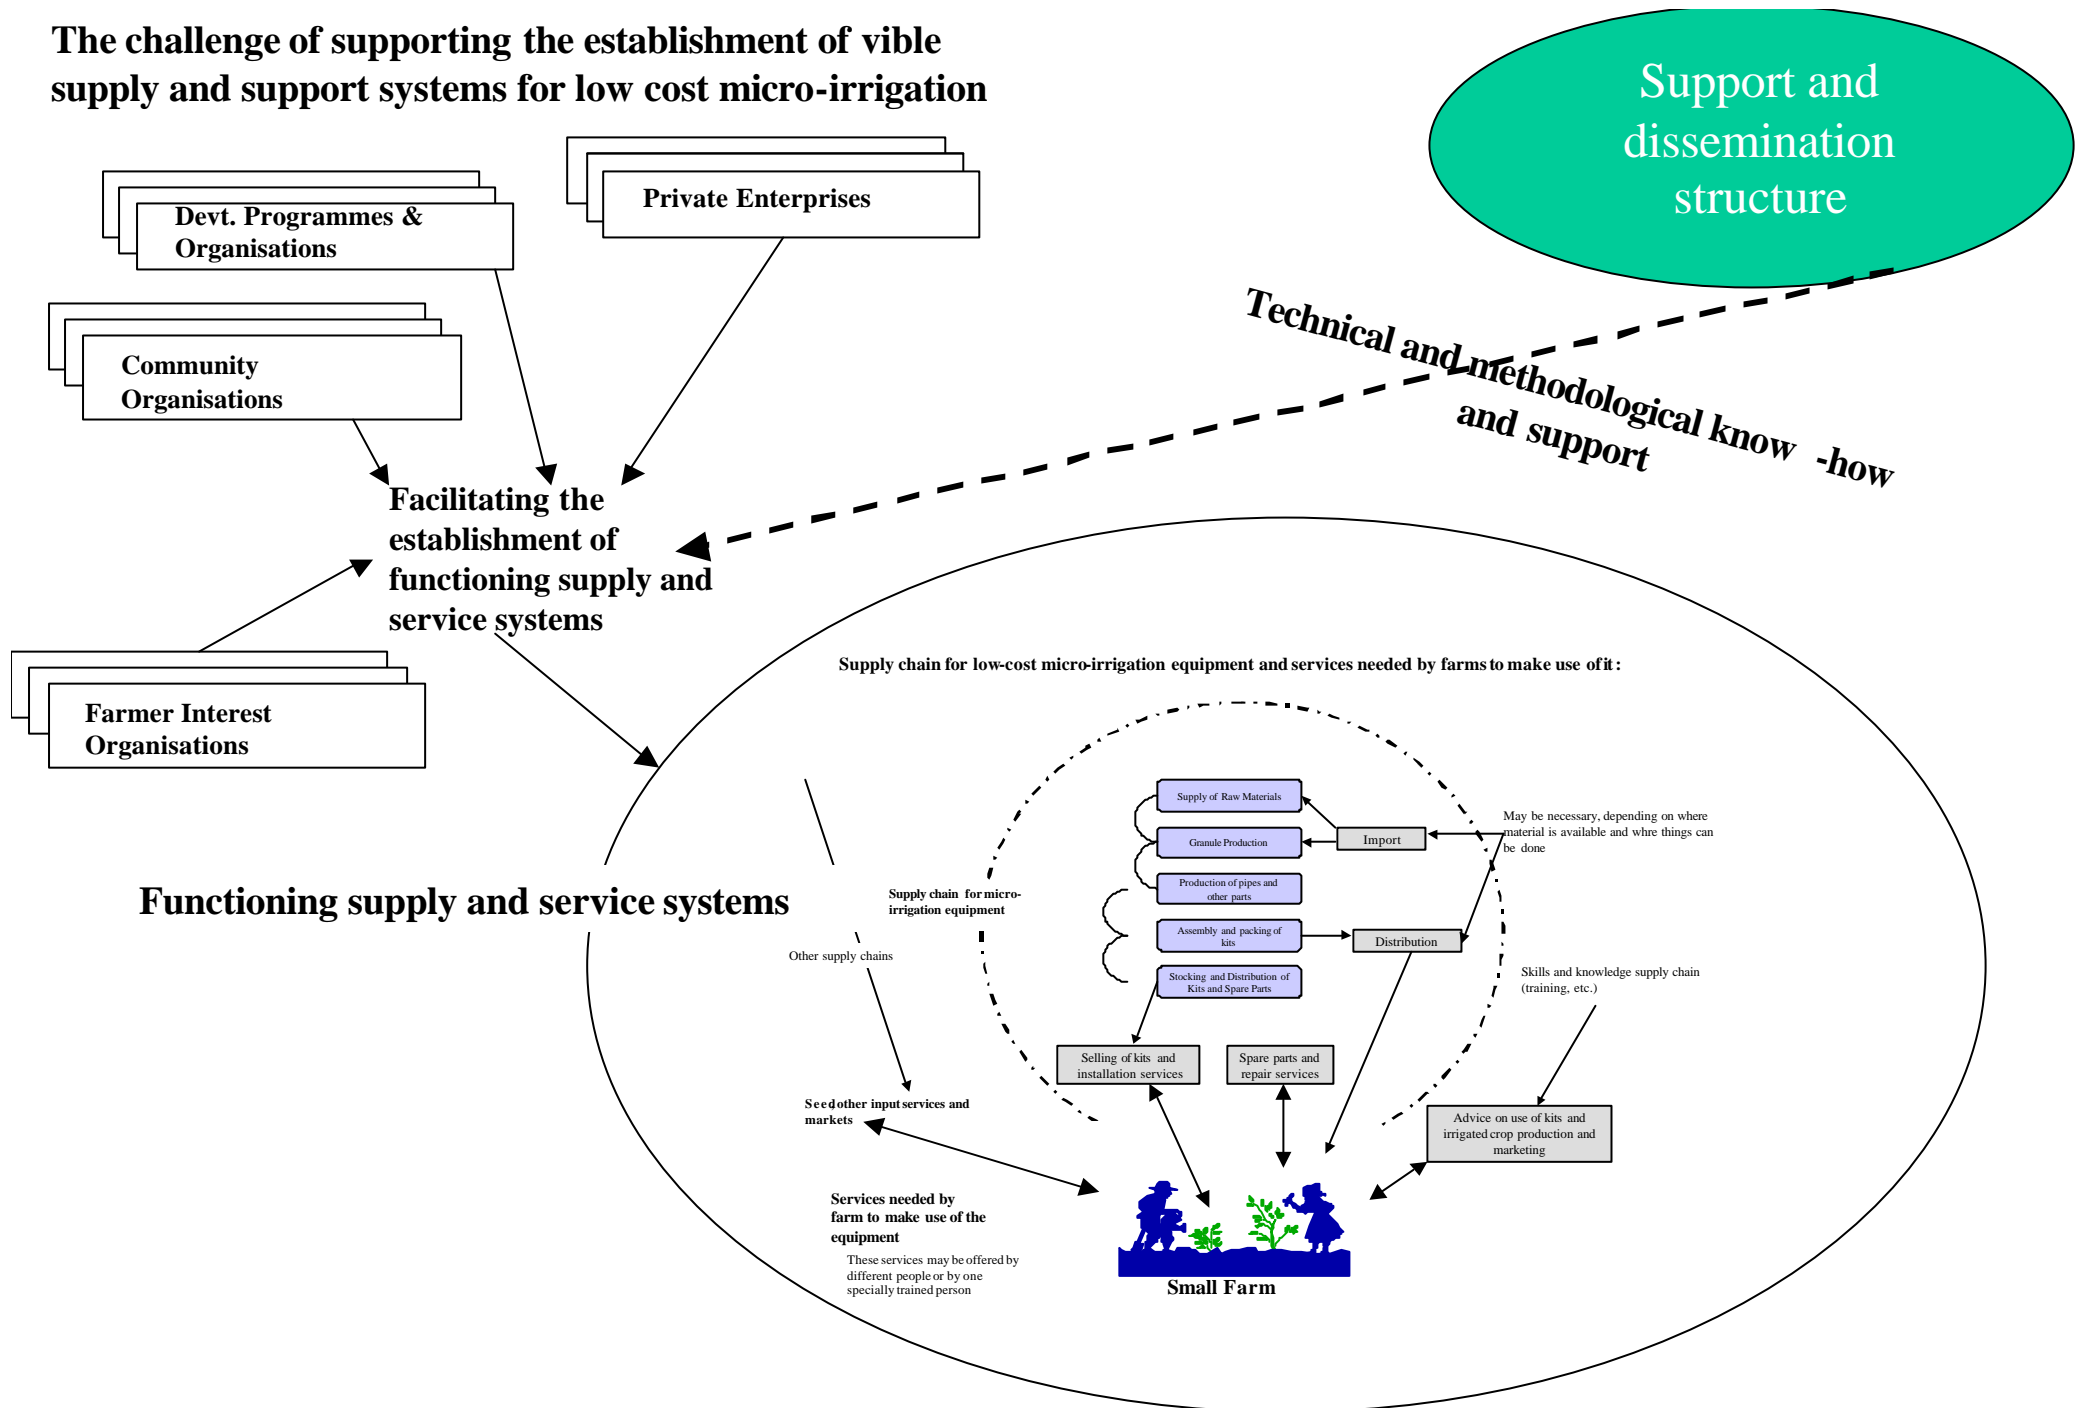 The challenge of supporting the establishment of vible
supply and support systems for low cost micro-irrigation
Support and
dissemination
structure
Private Enterprises
Devt. Programmes &
Organisations
Community
Organisations
Technical and methodological know -how
and support
Facilitating the
establishment of
functioning supply and
service systems
Farmer Interest
Organisations
Supply chain for low-cost micro-irrigation equipment and services needed by farms to make use of it:
Supply of Raw Materials
Granule Production
Import
May be necessary, depending on where
material is available and whre things can
be done
Production of pipes and
other parts
Functioning supply and service systems
Supply chain for micro-
irrigation equipment
Assembly and packing of
kits
Distribution
Other supply chains
Stocking and Distribution of
Kits and Spare Parts
Skills and knowledge supply chain
(training, etc.)
Selling of kits and
installation services
Spare parts and
repair services
Seed, other input services and
markets
Advice on use of kits and
irrigated crop production and
marketing
Services needed by
farm to make use of the
equipment
These services may be offered by
different people or by one
specially trained person
Small Farm